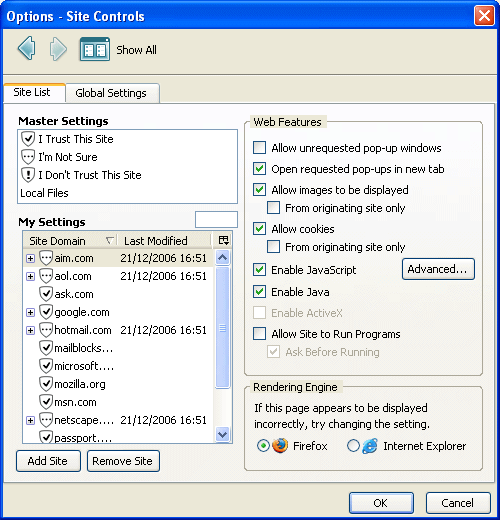 Options - Site Controls
Show All
Site List
Global Settings
Master Settings
I Trust This Site
I'm Not Sure
I Don't Trust This Site
Local Files
My Settings
Site Domain Last Modified
aim.com 21/12/2006 16:51
aol.com 21/12/2006 16:51
ask.com
google.com
hotmail.com 21/12/2006 16:51
mailblocks....
microsoft....
mozilla.org
msn.com
netscape.... 21/12/2006 16:51
passport....
Add Site
Remove Site
Web Features
Allow unrequested pop-up windows
Open requested pop-ups in new tab
Allow images to be displayed
From originating site only
Allow cookies
From originating site only
Enable JavaScript
Advanced...
Enable Java
Enable ActiveX
Allow Site to Run Programs
Ask Before Running
Rendering Engine
If this page appears to be displayed
incorrectly, try changing the setting.
Firefox
Internet Explorer
OK
Cancel